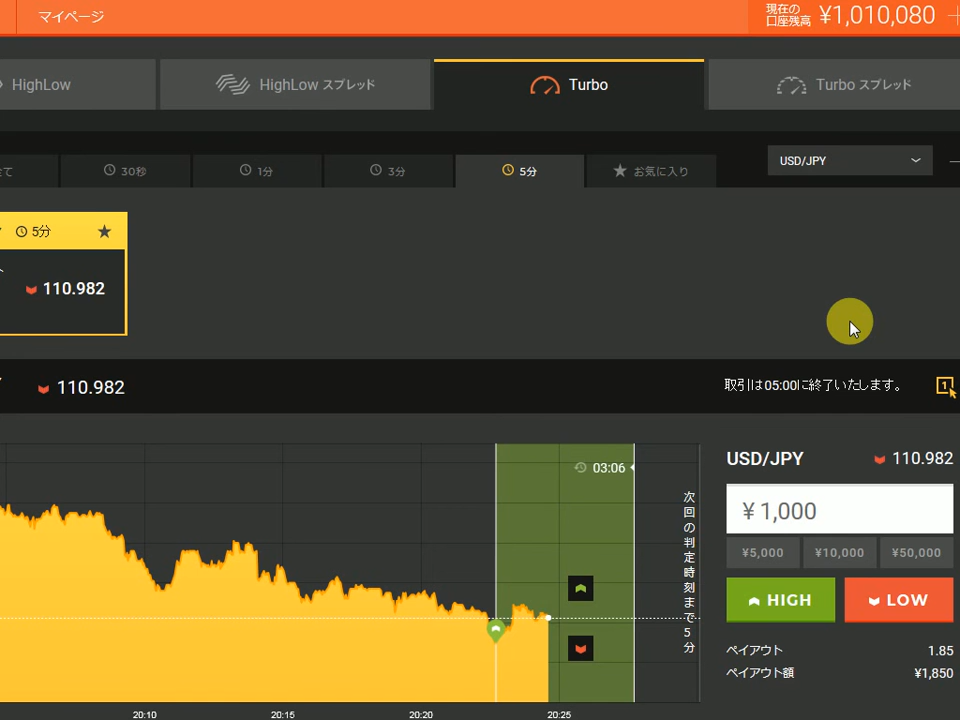 マイページ
現在の
口座残高 ¥1,010,080
HighLow
HighLow スプレッド
Turbo
Turbo スプレッド
て
30秒
1分
3分
5分
お気に入り
USD/JPY
5分
110.982
110.982
取引は05:00に終了いたします。
1
03:06
次回の判定時刻まで5分
USD/JPY
110.982
¥ 1,000
¥5,000
¥10,000
¥50,000
HIGH
LOW
ペイアウト 1.85
ペイアウト額 ¥1,850
20:10
20:15
20:20
20:25